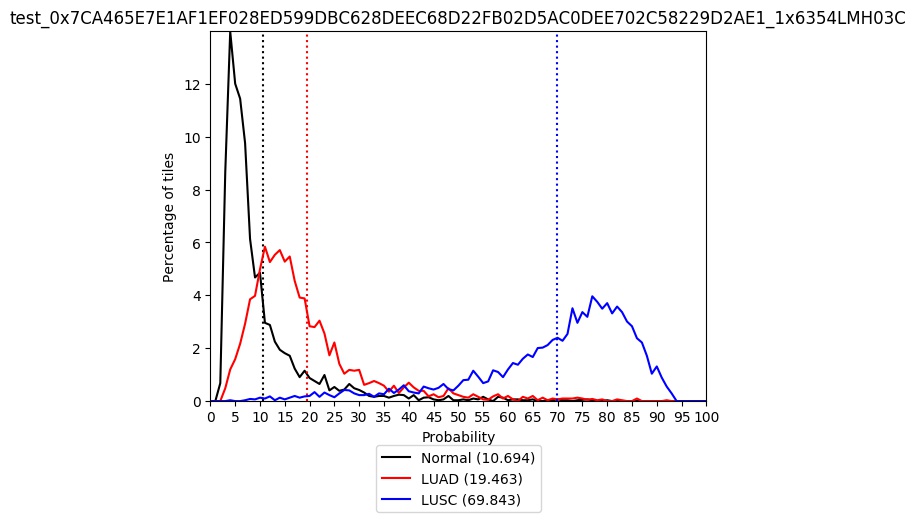 test_0x7CA465E7E1AF1EF028ED599DBC628DEEC68D22FB02D5AC0DEE702C58229D2AE1_1x6354LMH03C
12
10
8
6
4
2
0
Percentage of tiles
0 5 10 15 20 25 30 35 40 45 50 55 60 65 70 75 80 85 90 95 100
Probability
Normal (10.694)
LUAD (19.463)
LUSC (69.843)